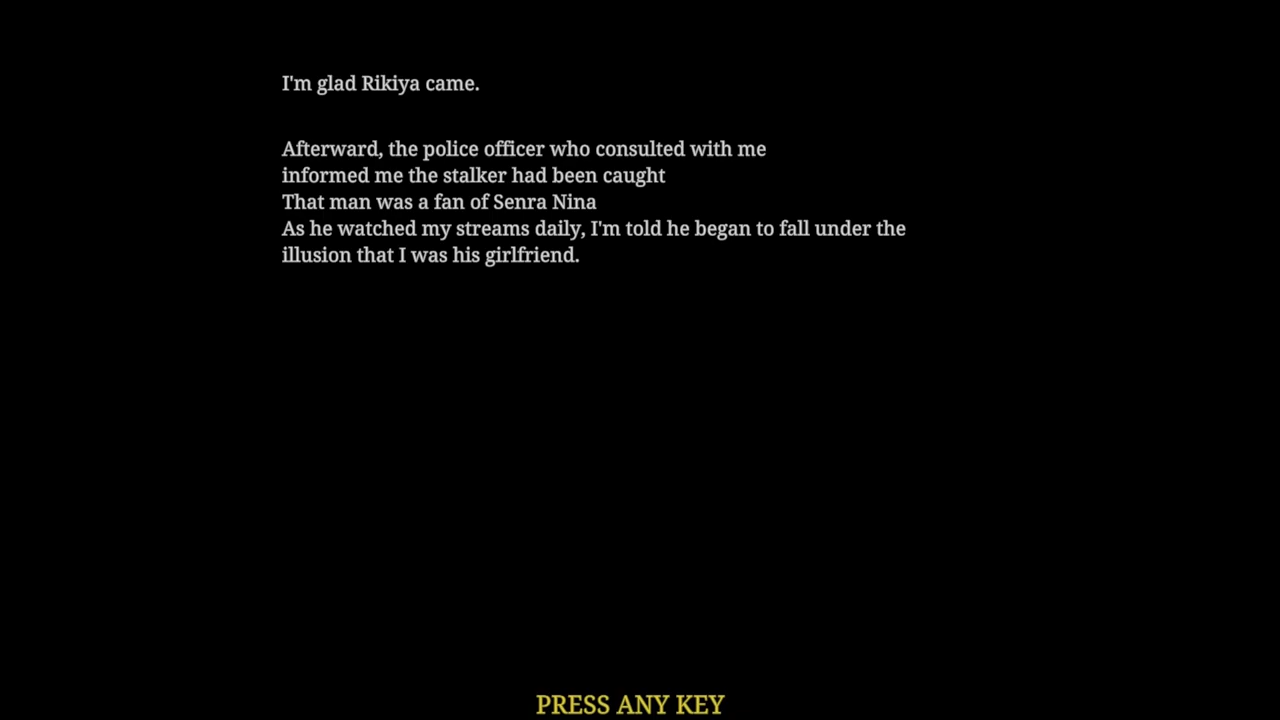 I'm glad Rikiya came.
Afterward, the police officer who consulted with me
informed me the stalker had been caught
That man was a fan of Senra Nina
As he watched my streams daily, I'm told he began to fall under the
illusion that I was his girlfriend.
PRESS ANY KEY